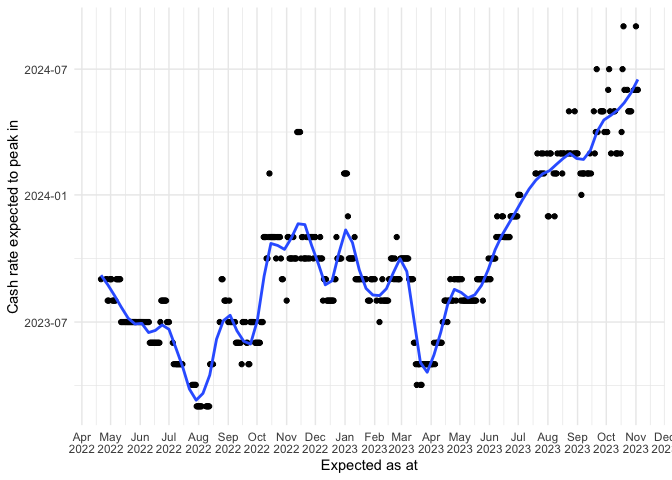 Cash rate expected to peak in
2024-07
2024-01
2023-07
Apr May Jun Jul Aug Sep Oct Nov Dec Jan Feb Mar Apr May Jun Jul Aug Sep Oct Nov Dec
2022 2022 2022 2022 2022 2022 2022 2022 2022 2023 2023 2023 2023 2023 2023 2023 2023 2023 2023 2023 202
Expected as at